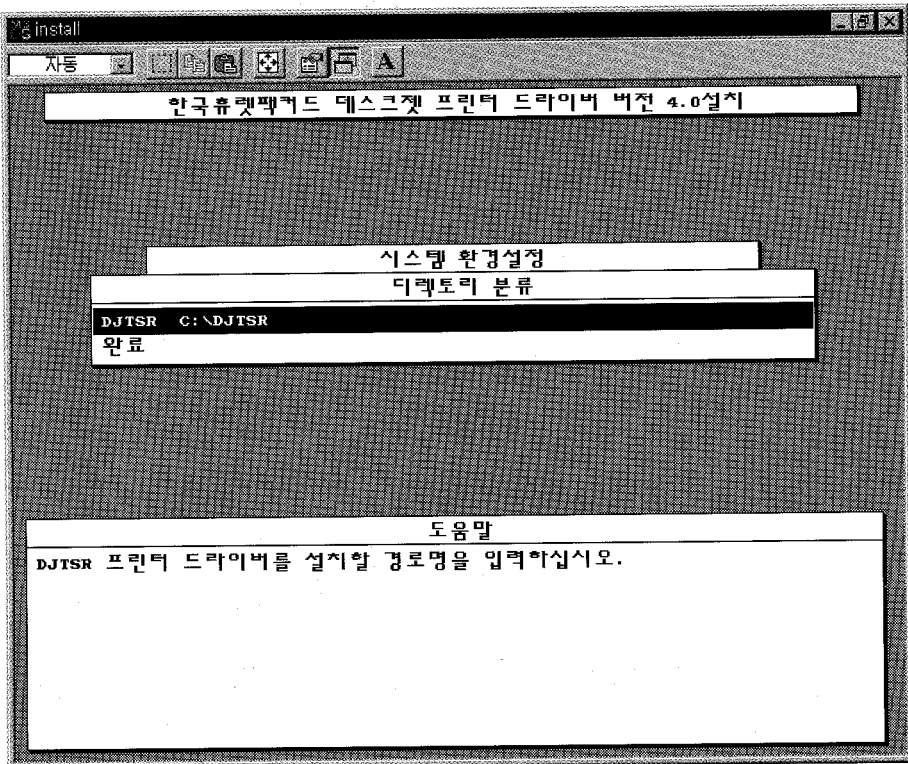 install
자동
A
한국휴렛팩커드 데스크젯 프린터 드라이버 버전 4.0설치
시스템 환경설정
디렉토리 분류
DJTSR C:\DJTSR
완료
도움말
DJTSR 프린터 드라이버를 설치할 경로명을 입력하십시오.